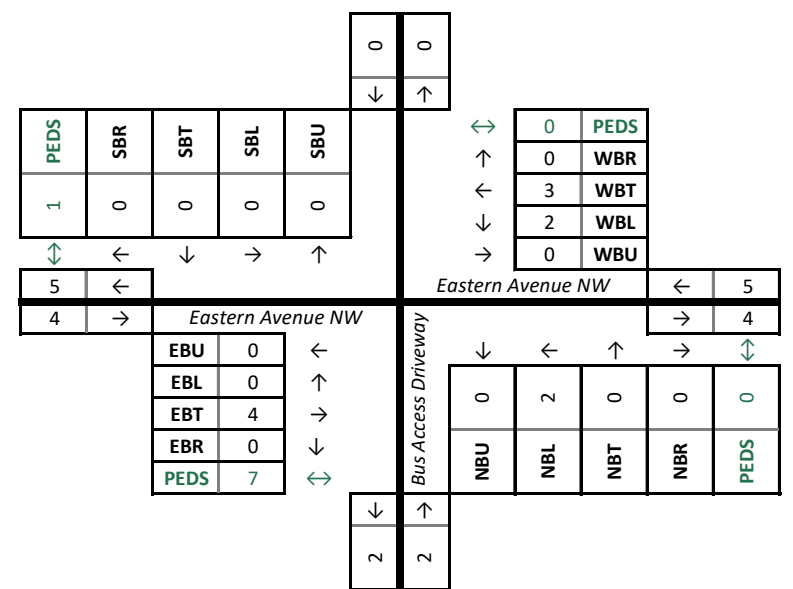 0 0
↓ ↑
PEDS SBR SBT SBL SBU
1 0 0 0 0
↕ ← ↓ → ↑
↔ 0 PEDS
↑ 0 WBR
← 3 WBT
↓ 2 WBL
→ 0 WBU
5 ←
Eastern Avenue NW
← 5
4 →
Eastern Avenue NW
→ 4
EBU 0 ←
EBL 0 ↑
EBT 4 →
EBR 0 ↓
PEDS 7 ↔
Bus Access Driveway
↓ ← ↑ → ↕
0 2 0 0 0
NBU NBL NBT NBR PEDS
↓ ↑
2 2